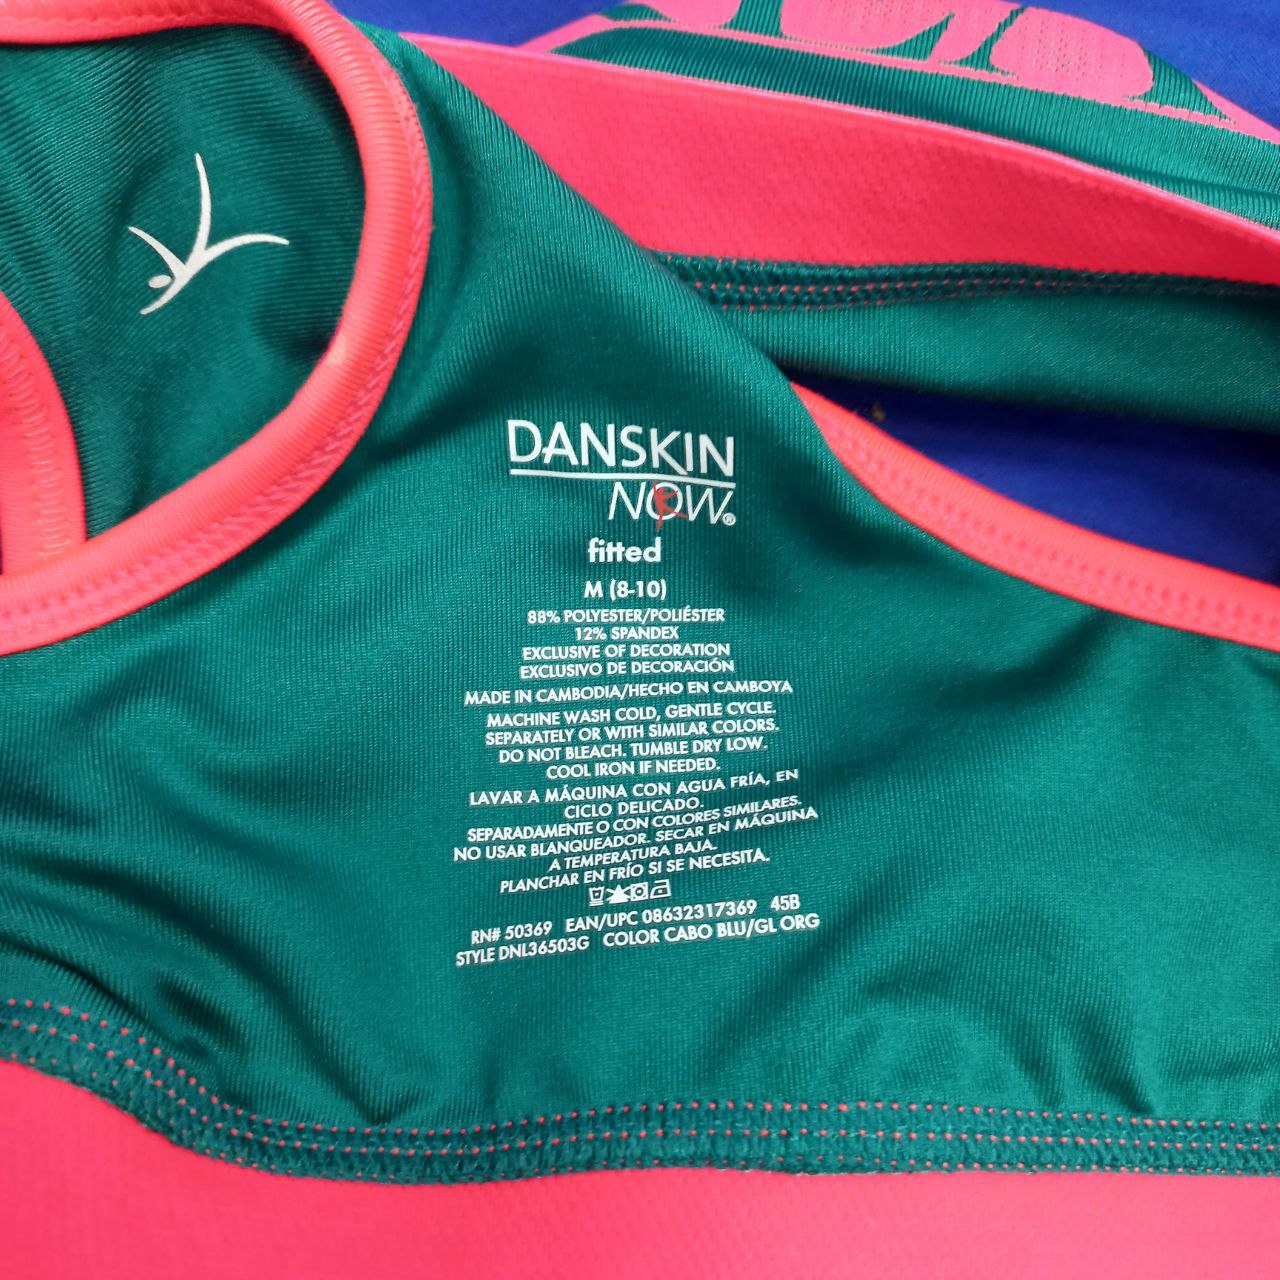 DANSKIN
NOW®
fitted
M (8-10)
88% POLYESTER/POLIÉSTER
12% SPANDEX
EXCLUSIVE OF DECORATION
EXCLUSIVO DE DECORACIÓN
MADE IN CAMBODIA/HECHO EN CAMBOYA
MACHINE WASH COLD, GENTLE CYCLE.
SEPARATELY OR WITH SIMILAR COLORS.
DO NOT BLEACH. TUMBLE DRY LOW.
COOL IRON IF NEEDED.
LAVAR A MÁQUINA CON AGUA FRÍA, EN
CICLO DELICADO.
SEPARADAMENTE O CON COLORES SIMILARES.
NO USAR BLANQUEADOR. SECAR EN MÁQUINA
A TEMPERATURA BAJA.
PLANCHAR EN FRÍO SI SE NECESITA.
RN# 50369 EAN/UPC 08632317369 45B
STYLE DNL36503G COLOR CABO BLU/GL ORG